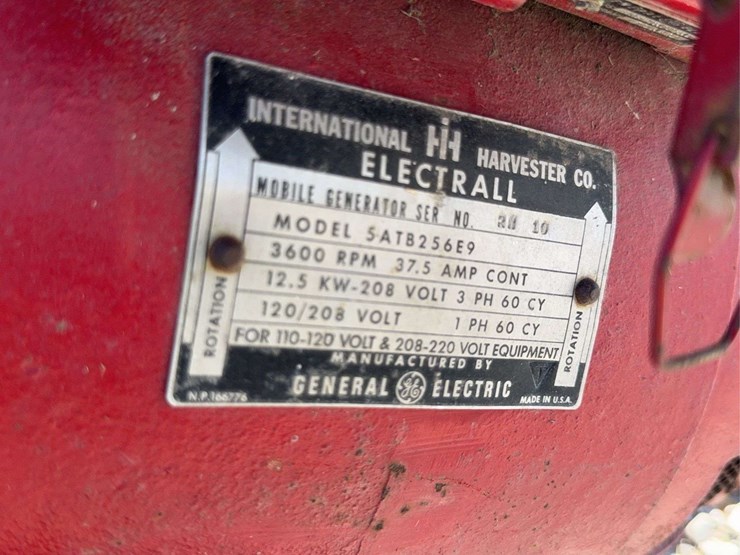 INTERNATIONAL IH HARVESTER CO.
ELECTRALL
MOBILE GENERATOR SER NO. 10
MODEL 5ATB256E9
3600 RPM 37.5 AMP CONT
12.5 KW-208 VOLT 3 PH 60 CY
120/208 VOLT 1 PH 60 CY
FOR 110-120 VOLT & 208-220 VOLT EQUIPMENT
MANUFACTURED BY
GENERAL GE ELECTRIC
N.P.166776
MADE IN U.S.A.
ROTATION
ROTATION